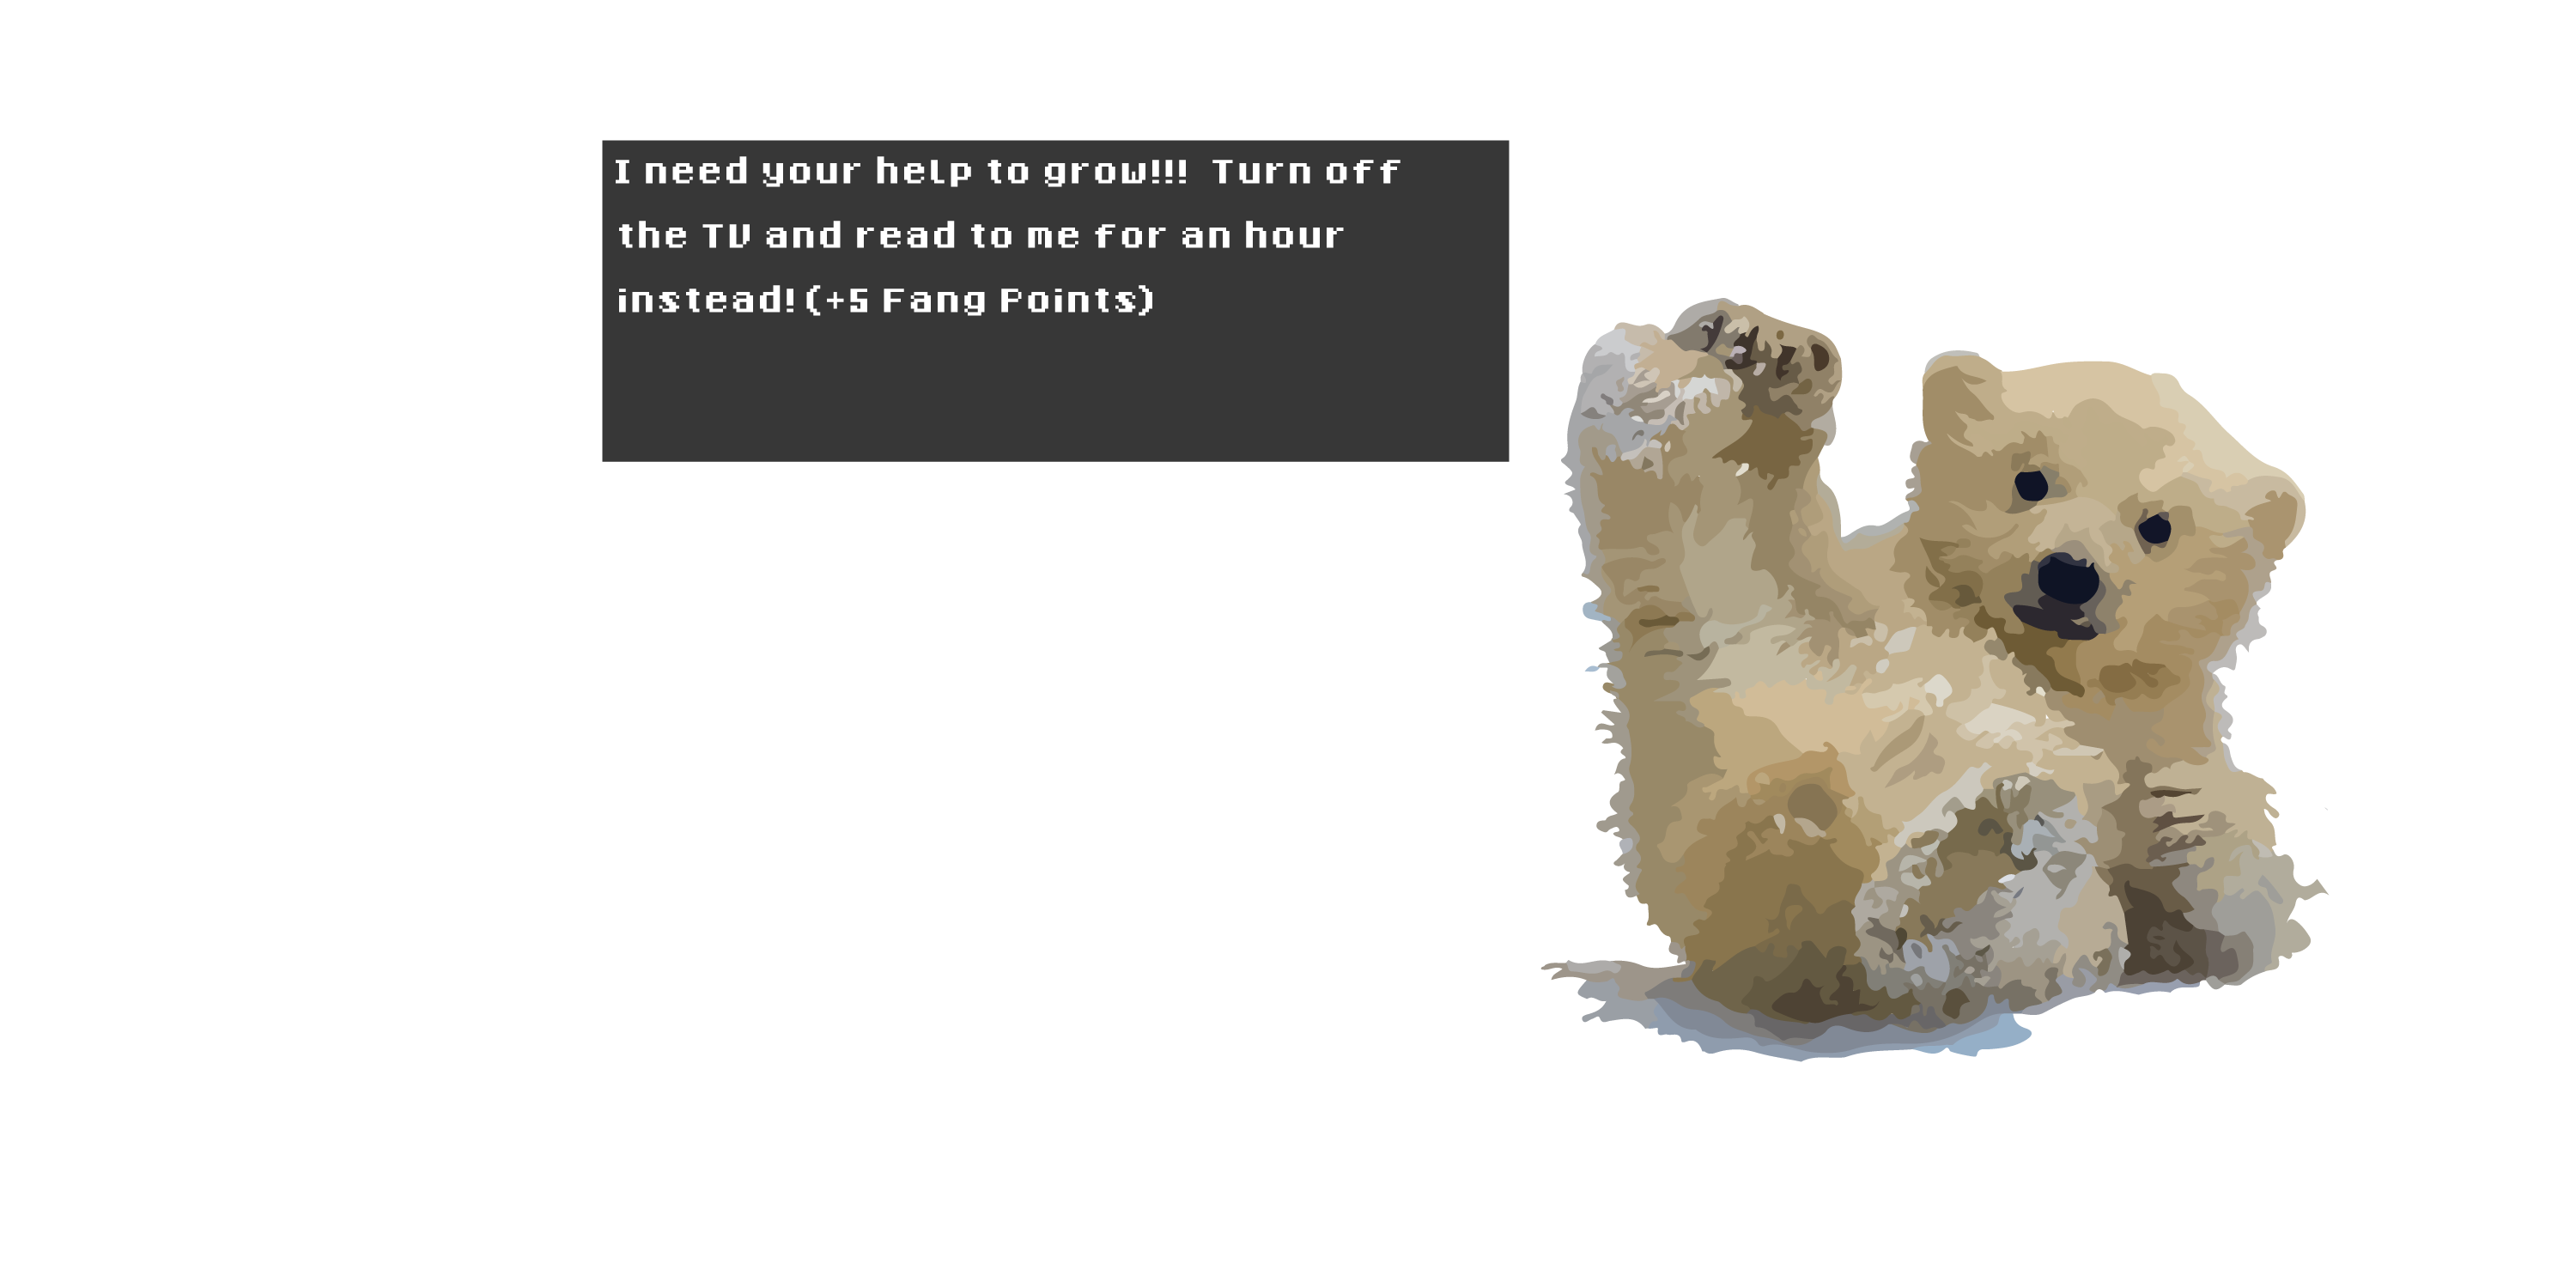 I need your help to grow!!! Turn off
the TV and read to me for an hour
instead! (+5 Fang Points)